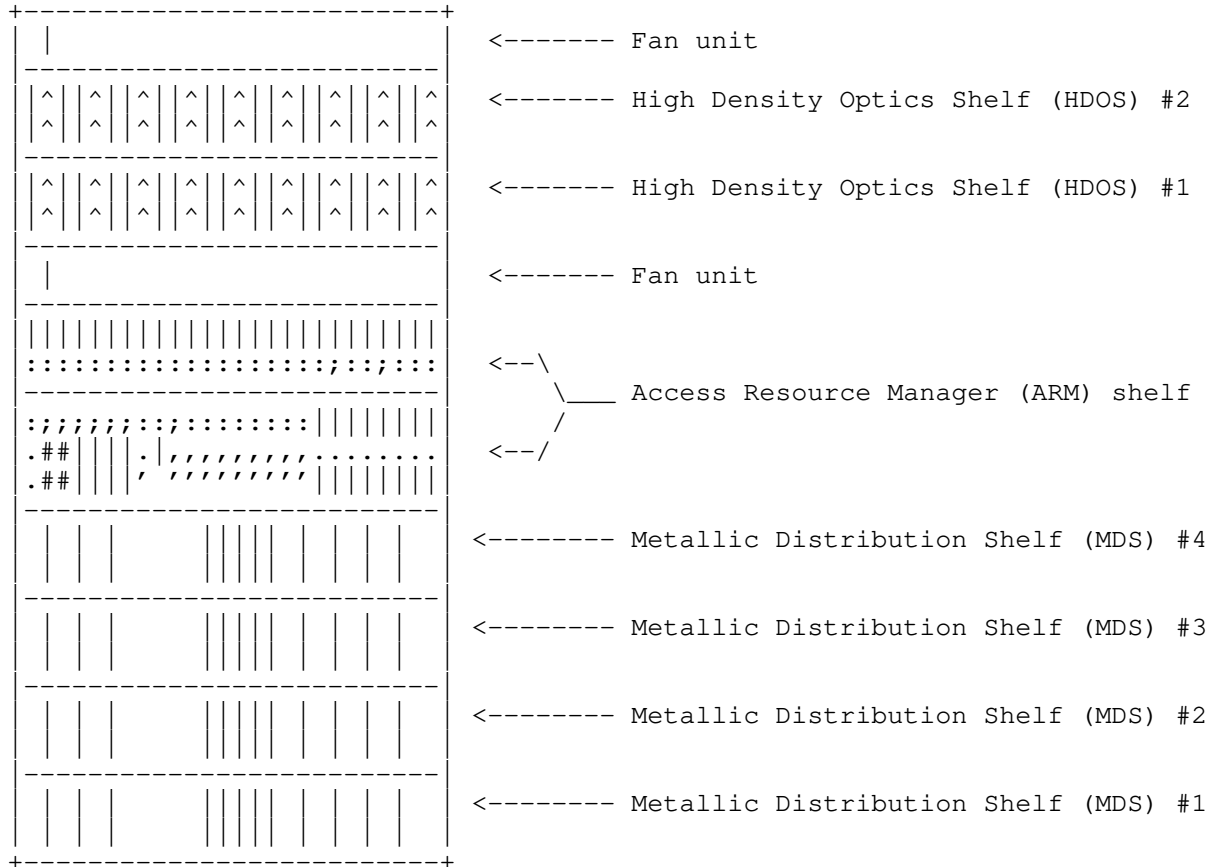 <------- Fan unit
<------- High Density Optics Shelf (HDOS) #2
<------- High Density Optics Shelf (HDOS) #1
<------- Fan unit
Access Resource Manager (ARM) shelf
<-------- Metallic Distribution Shelf (MDS) #4
<-------- Metallic Distribution Shelf (MDS) #3
<-------- Metallic Distribution Shelf (MDS) #2
<-------- Metallic Distribution Shelf (MDS) #1